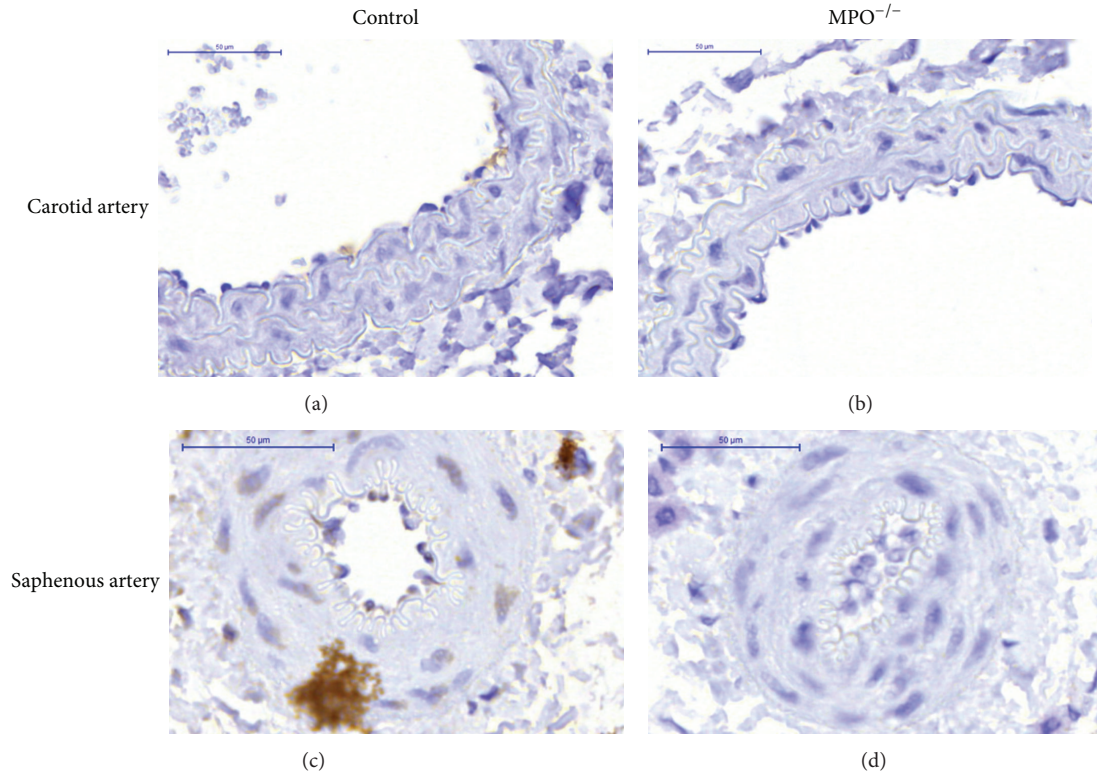 Control
MPO−/−
50 µm
50 µm
Carotid artery
(a)
(b)
50 µm
50 µm
Saphenous artery
(c)
(d)